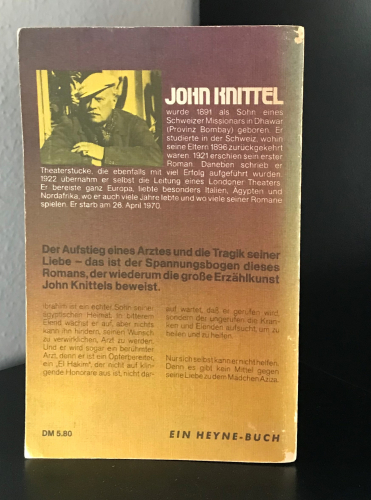 JOHN KNITTEL
wurde 1891 als Sohn eines
Schweizer Missionars in Dhawar
(Provinz Bombay) geboren. Er
studierte in der Schweiz, wohin
seine Eltern 1896 zurückgekehrt
waren. 1921 erschien sein erster
Roman. Daneben schrieb er
Theaterstücke, die ebenfalls mit viel Erfolg aufgeführt wurden.
1922 übernahm er selbst die Leitung eines Londoner Theaters.
Er bereiste ganz Europa, liebte besonders Italien, Ägypten und
Nordafrika, wo er auch viele Jahre lebte und wo viele seiner Romane
spielen. Er starb am 28. April 1970.
Der Aufstieg eines Arztes und die Tragik seiner
Liebe – das ist der Spannungsbogen dieses
Romans, der wiederum die große Erzählkunst
John Knittels beweist.
Ibrahim ist ein echter Sohn seiner
ägyptischen Heimat. In bitterem
Elend wächst er auf, aber nichts
kann ihn hindern, seinen Wunsch
zu verwirklichen, Arzt zu werden.
Und er wird sogar ein berühmter
Arzt, denn er ist ein Opferbereiter,
ein „El Hakim“, der nicht auf klin-
gende Honorare aus ist, nicht dar-
auf wartet, daß er gerufen wird,
sondern der ungerufen die Kran-
ken und Elenden aufsucht, um zu
heilen und zu helfen.
Nur sich selbst kann er nicht helfen.
Denn es gibt kein Mittel gegen
seine Liebe zu dem Mädchen Aziza.
DM 5.80
EIN HEYNE-BUCH